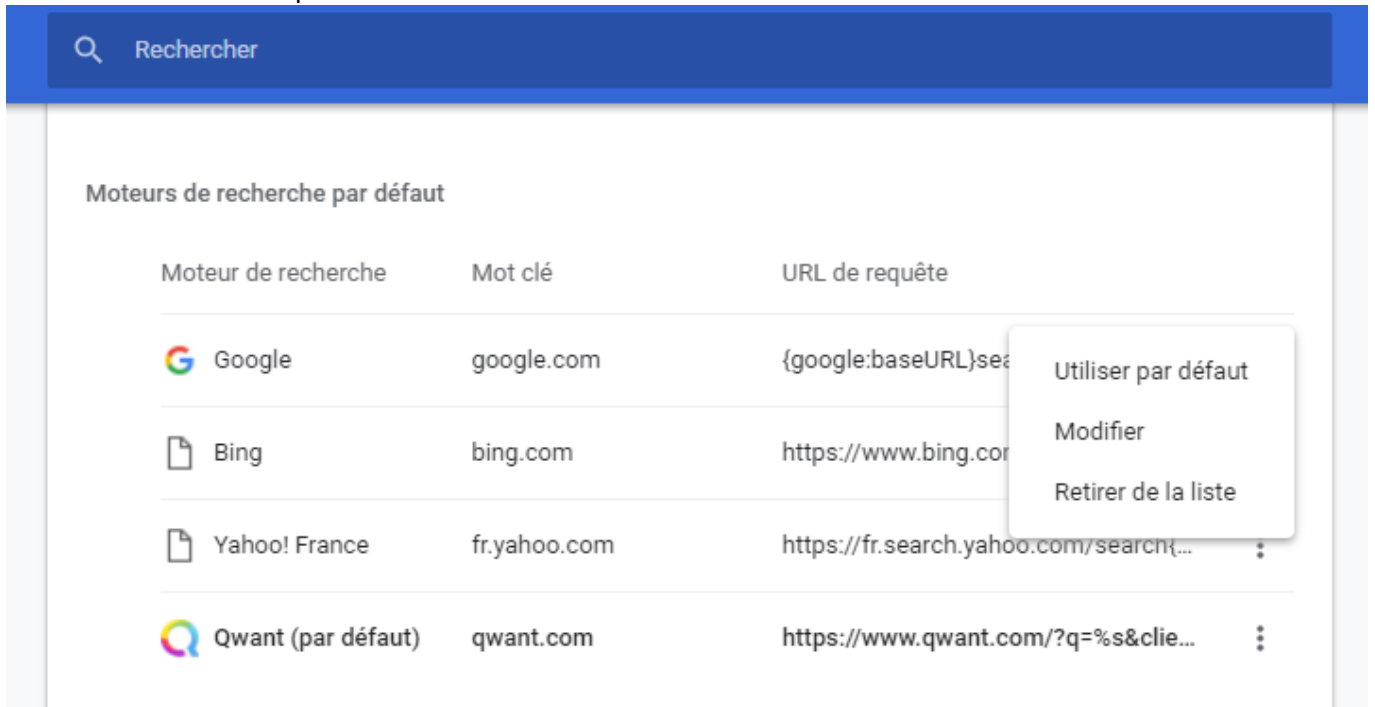 Rechercher
Moteurs de recherche par défaut
Moteur de recherche Mot clé URL de requête
Google google.com {google:baseURL}sea
Utiliser par défaut
Bing bing.com https://www.bing.com
Modifier
Retirer de la liste
Yahoo! France fr.yahoo.com https://fr.search.yahoo.com/search{...
Qwant (par défaut) qwant.com https://www.qwant.com/?q=%s&clie...